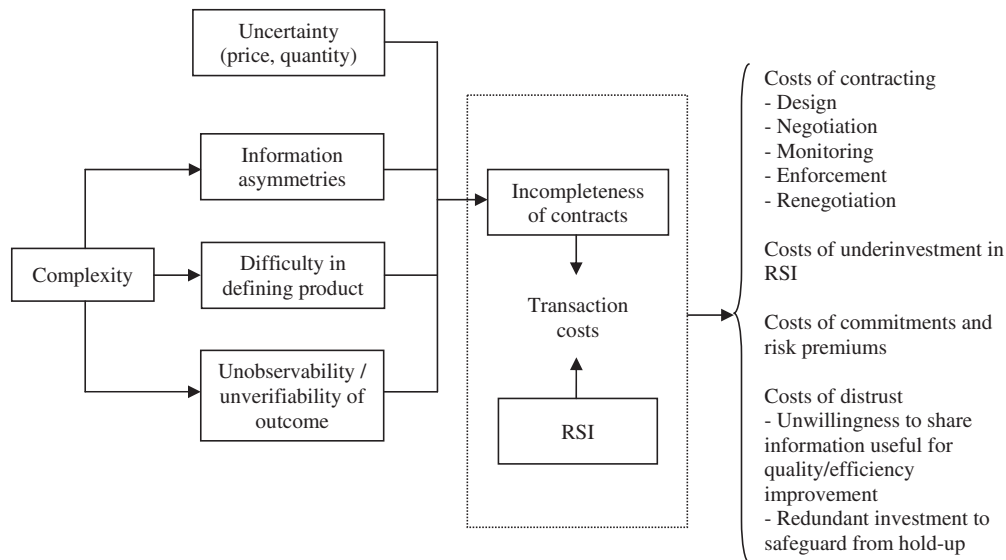 Uncertainty
(price, quantity)
Information
asymmetries
Complexity
Difficulty in
defining product
Unobservability /
unverifiability of
outcome
Incompleteness
of contracts
Transaction
costs
RSI
Costs of contracting
- Design
- Negotiation
- Monitoring
- Enforcement
- Renegotiation
Costs of underinvestment in
RSI
Costs of commitments and
risk premiums
Costs of distrust
- Unwillingness to share
information useful for
quality/efficiency
improvement
- Redundant investment to
safeguard from hold-up